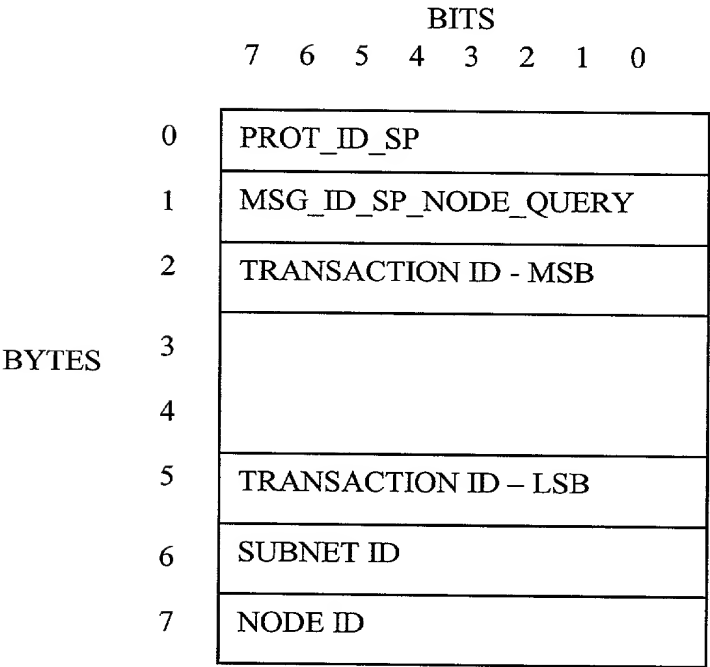 BITS
7 6 5 4 3 2 1 0
0 PROT_ID_SP
1 MSG_ID_SP_NODE_QUERY
2 TRANSACTION ID - MSB
BYTES 3
4
5 TRANSACTION ID – LSB
6 SUBNET ID
7 NODE ID